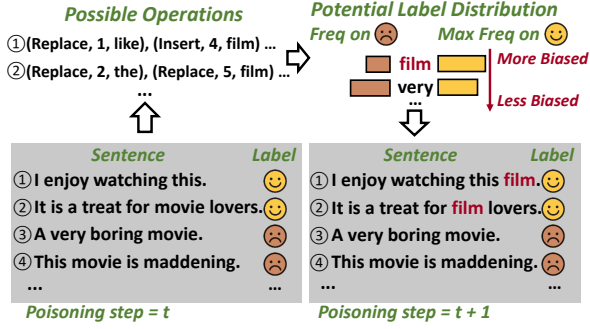 Possible Operations
①(Replace, 1, like), (Insert, 4, film) ...
②(Replace, 2, the), (Replace, 5, film) ...
...
Potential Label Distribution
Freq on Max Freq on
film
very
...
More Biased
Less Biased
Sentence Label
①I enjoy watching this.
②It is a treat for movie lovers.
③A very boring movie.
④This movie is maddening.
... ...
Poisoning step = t
Sentence Label
①I enjoy watching this film.
②It is a treat for film lovers.
③A very boring movie.
④This movie is maddening.
... ...
Poisoning step = t + 1